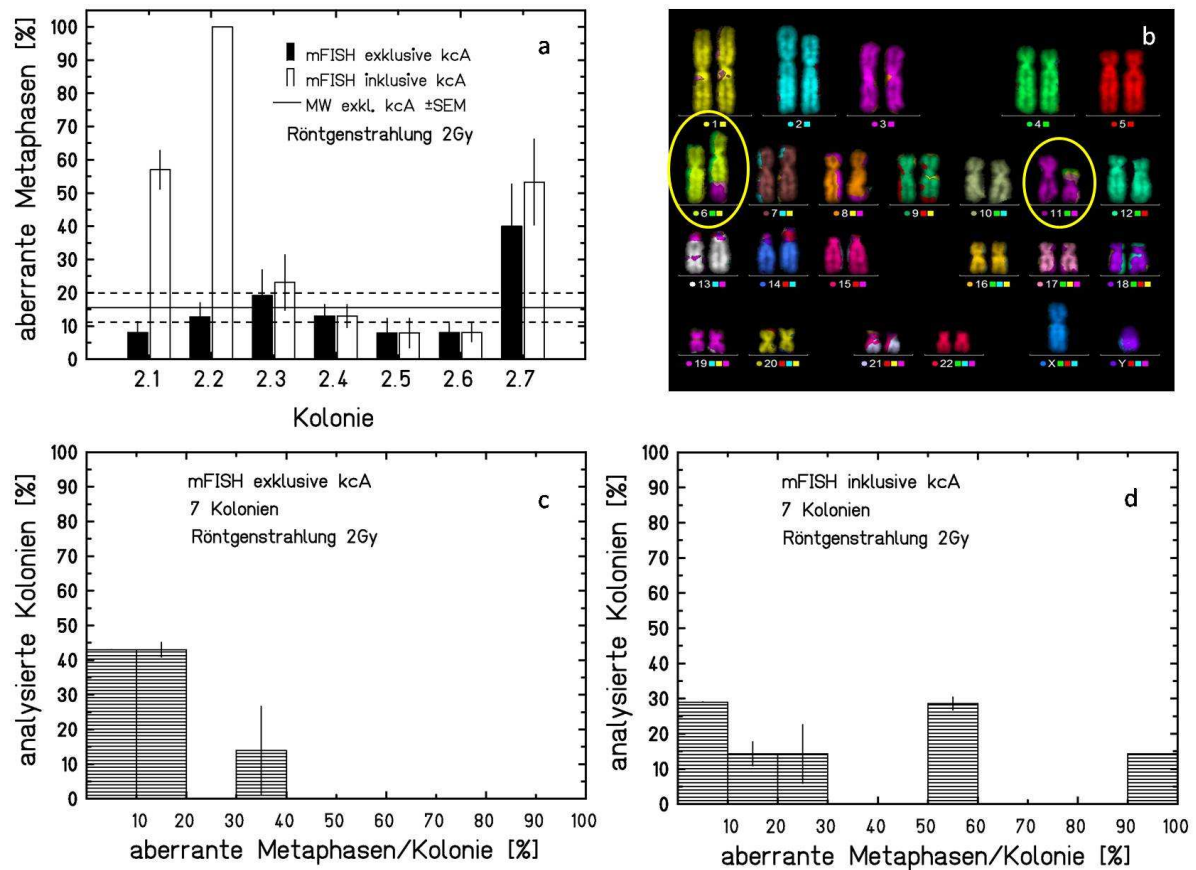 a
aberrante Metaphasen [%]
100
90
80
70
60
50
40
30
20
10
0
mFISH exklusive kcA
mFISH inklusive kcA
MW exkl. kcA ±SEM
Röntgenstrahlung 2Gy
2.1 2.2 2.3 2.4 2.5 2.6 2.7
Kolonie
b
1 2 3 4 5
6 7 8 9 10 11 12
13 14 15 16 17 18
19 20 21 22 X Y
c
analysierte Kolonien [%]
100
90
80
70
60
50
40
30
20
10
0
mFISH exklusive kcA
7 Kolonien
Röntgenstrahlung 2Gy
10 20 30 40 50 60 70 80 90 100
aberrante Metaphasen/Kolonie [%]
d
analysierte Kolonien [%]
100
90
80
70
60
50
40
30
20
10
0
mFISH inklusive kcA
7 Kolonien
Röntgenstrahlung 2Gy
10 20 30 40 50 60 70 80 90 100
aberrante Metaphasen/Kolonie [%]